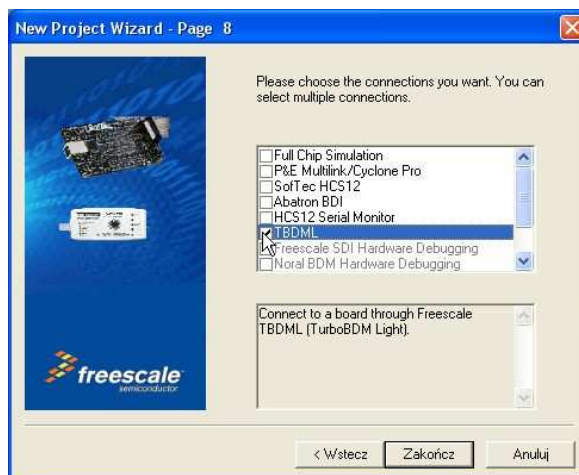 New Project Wizard - Page 8
Please choose the connections you want. You can
select multiple connections.
Full Chip Simulation
P&E Multilink/Cyclone Pro
SofTec HCS12
Abatron BDI
HCS12 Serial Monitor
TBDML
Freescale SDI Hardware Debugging
Noral BDM Hardware Debugging
Connect to a board through Freescale
TBDML (TurboBDM Light).
freescale
semiconductor
< Wstecz
Zakończ
Anuluj